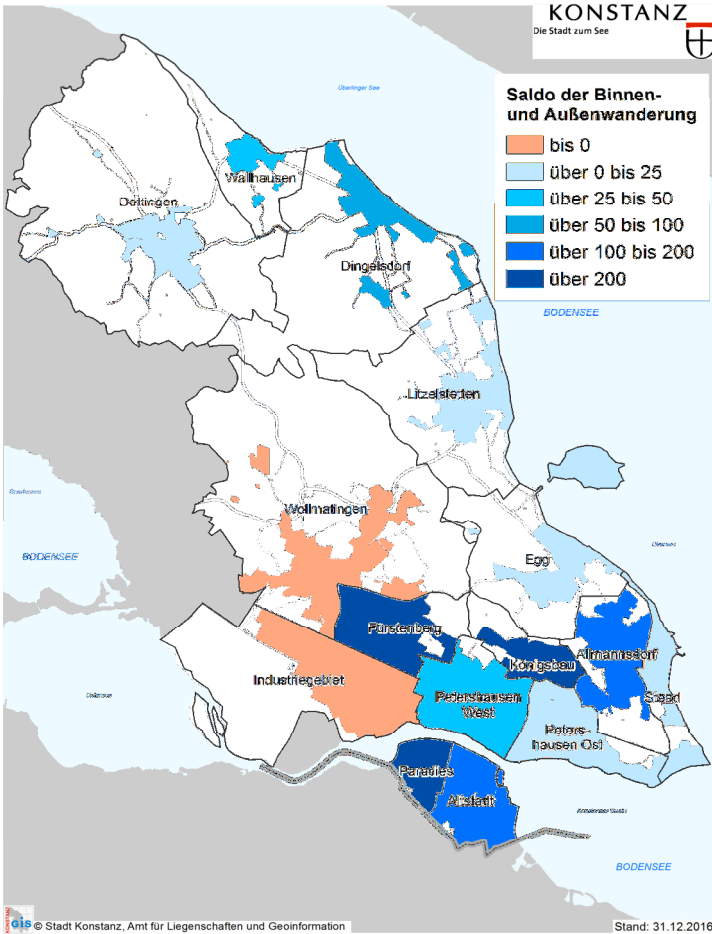 KONSTANZ
Die Stadt zum See
Saldo der Binnen-
und Außenwanderung
bis 0
über 0 bis 25
über 25 bis 50
über 50 bis 100
über 100 bis 200
über 200
Überlinger See
Wallhausen
Dettingen
Dingelsdorf
BODENSEE
Litzelstetten
Wollmatingen
BODENSEE
Egg
Fürstenberg
Königsbau
Allmannsdorf
Industriegebiet
Petershausen
West
Staad
Peters-
hausen Ost
Paradies
Altstadt
BODENSEE
KONSTANZ
GIS © Stadt Konstanz, Amt für Liegenschaften und Geoinformation
Stand: 31.12.2016